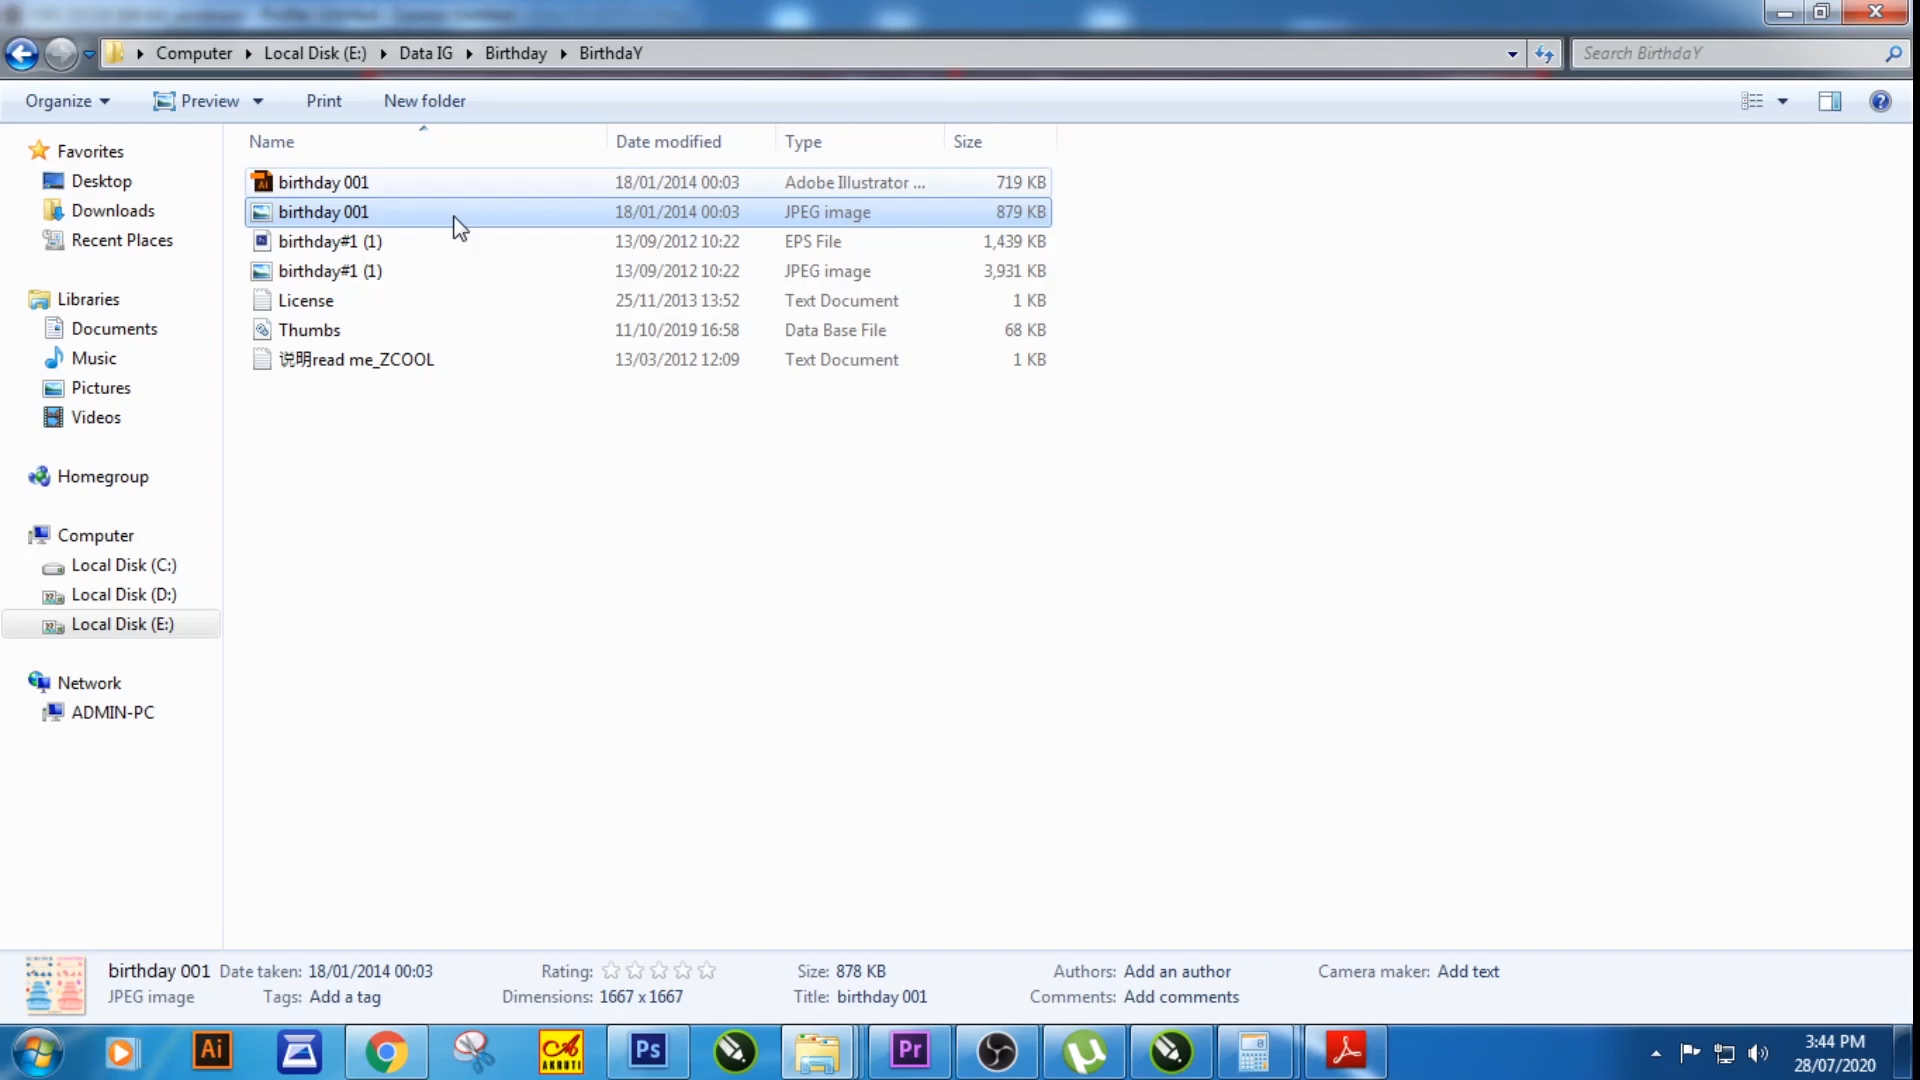 Computer Local Disk (E:) Data IG Birthday BirthdaY Search BirthdaY
Organize Preview Print New folder
Name Date modified Type Size
birthday 001 18/01/2014 00:03 Adobe Illustrator ... 719 KB
birthday 001 18/01/2014 00:03 JPEG image 879 KB
birthday#1 (1) 13/09/2012 10:22 EPS File 1,439 KB
birthday#1 (1) 13/09/2012 10:22 JPEG image 3,931 KB
License 25/11/2013 13:52 Text Document 1 KB
Thumbs 11/10/2019 16:58 Data Base File 68 KB
说明read me_ZCOOL 13/03/2012 12:09 Text Document 1 KB
Favorites
Desktop
Downloads
Recent Places
Libraries
Documents
Music
Pictures
Videos
Homegroup
Computer
Local Disk (C:)
Local Disk (D:)
Local Disk (E:)
Network
ADMIN-PC
birthday 001 Date taken: 18/01/2014 00:03 Rating: Size: 878 KB Authors: Add an author Camera maker: Add text
JPEG image Tags: Add a tag Dimensions: 1667 x 1667 Title: birthday 001 Comments: Add comments
Ai
AKRUTI
Ps
Pr
3:44 PM
28/07/2020